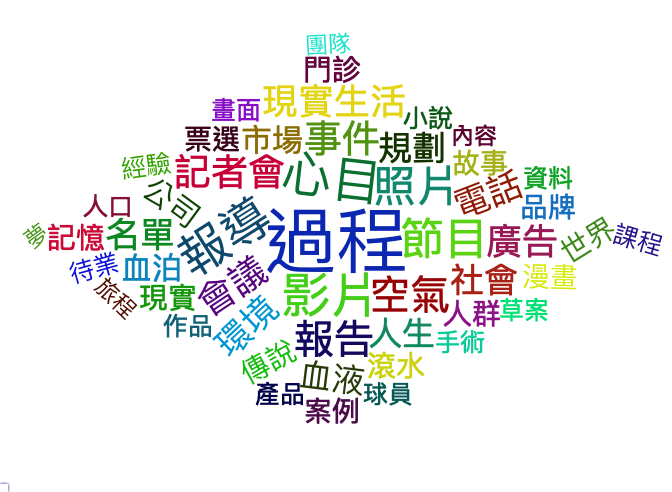 團隊
門診
畫面
現實生活
小說
票選
市場
事件
規劃
內容
經驗
記者會
心目
照片
故事
電話
資料
人口
公司
品牌
夢
記憶
名單
報導
過程
節目
廣告
世界
課程
待業
血泊
旅程
現實
會議
影片
空氣
社會
漫畫
作品
環境
報告
人生
人群
草案
手術
傳說
血液
滾水
產品
球員
案例